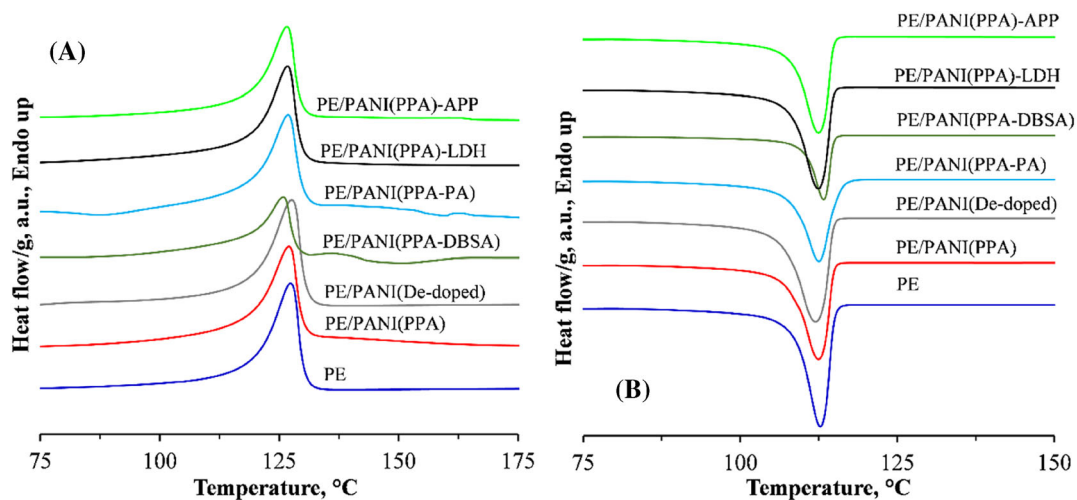 (A)
PE/PANI(PPA)-APP
PE/PANI(PPA)-LDH
PE/PANI(PPA-PA)
PE/PANI(PPA-DBSA)
PE/PANI(De-doped)
PE/PANI(PPA)
PE
Heat flow/g, a.u., Endo up
75 100 125 150 175
Temperature, °C
PE/PANI(PPA)-APP
PE/PANI(PPA)-LDH
PE/PANI(PPA-DBSA)
PE/PANI(PPA-PA)
PE/PANI(De-doped)
PE/PANI(PPA)
PE
(B)
Heat flow/g, a.u., Endo up
75 100 125 150
Temperature, °C